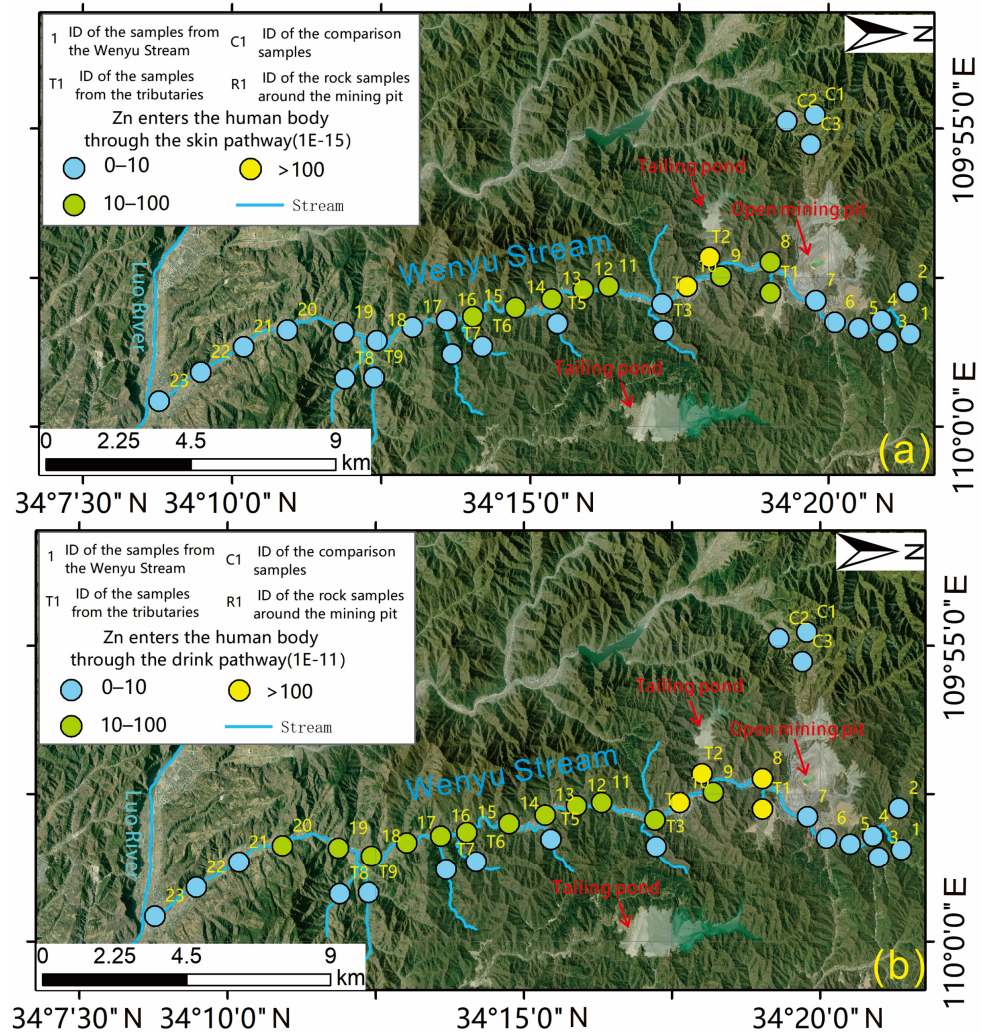 1 ID of the samples from
the Wenyu Stream
C1 ID of the comparison
samples
T1 ID of the samples
from the tributaries
R1 ID of the rock samples
around the mining pit
Zn enters the human body
through the skin pathway(1E-15)
0–10
>100
10–100
Stream
N
C2 C1
C3
Tailing pond
Open mining pit
Wenyu Stream
Luo River
T2
9
8
T1
10
T3
7
6
5
3
4
2
1
11
12
13
T5
14
15
T6
16
T7
17
18
T9
19
T8
20
21
22
23
Tailing pond
0 2.25 4.5 9
km
(a)
109°55'0"E
110°0'0"E
34°7'30"N 34°10'0"N 34°15'0"N 34°20'0"N
1 ID of the samples from
the Wenyu Stream
C1 ID of the comparison
samples
T1 ID of the samples
from the tributaries
R1 ID of the rock samples
around the mining pit
Zn enters the human body
through the drink pathway(1E-11)
0–10
>100
10–100
Stream
N
C2 C1
C3
Tailing pond
Open mining pit
Wenyu Stream
Luo River
T2
9
8
T1
10
T3
7
6
5
3
4
2
1
11
12
13
T5
14
15
T6
16
T7
17
18
T9
19
T8
20
21
22
23
Tailing pond
0 2.25 4.5 9
km
(b)
109°55'0"E
110°0'0"E
34°7'30"N 34°10'0"N 34°15'0"N 34°20'0"N